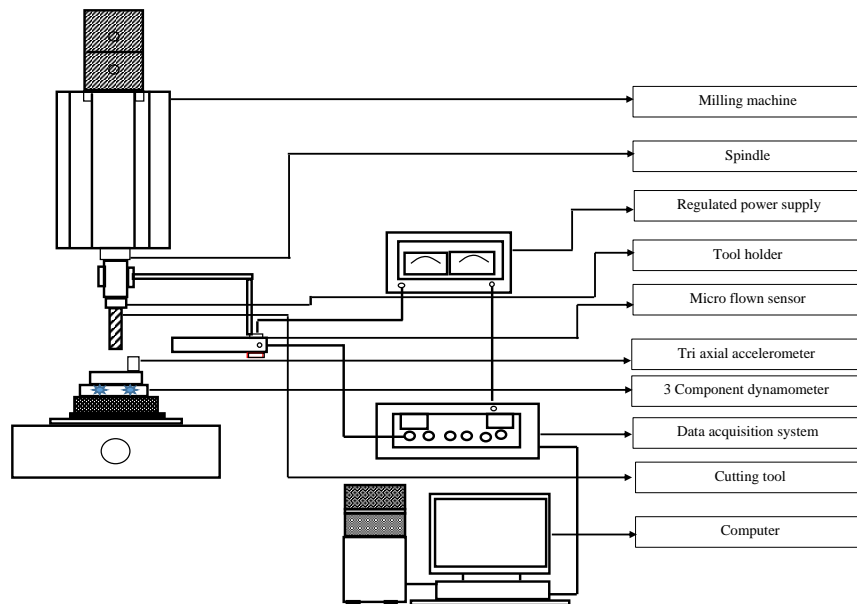 Milling machine
Spindle
Regulated power supply
Tool holder
Micro flown sensor
Tri axial accelerometer
3 Component dynamometer
Data acquisition system
Cutting tool
Computer